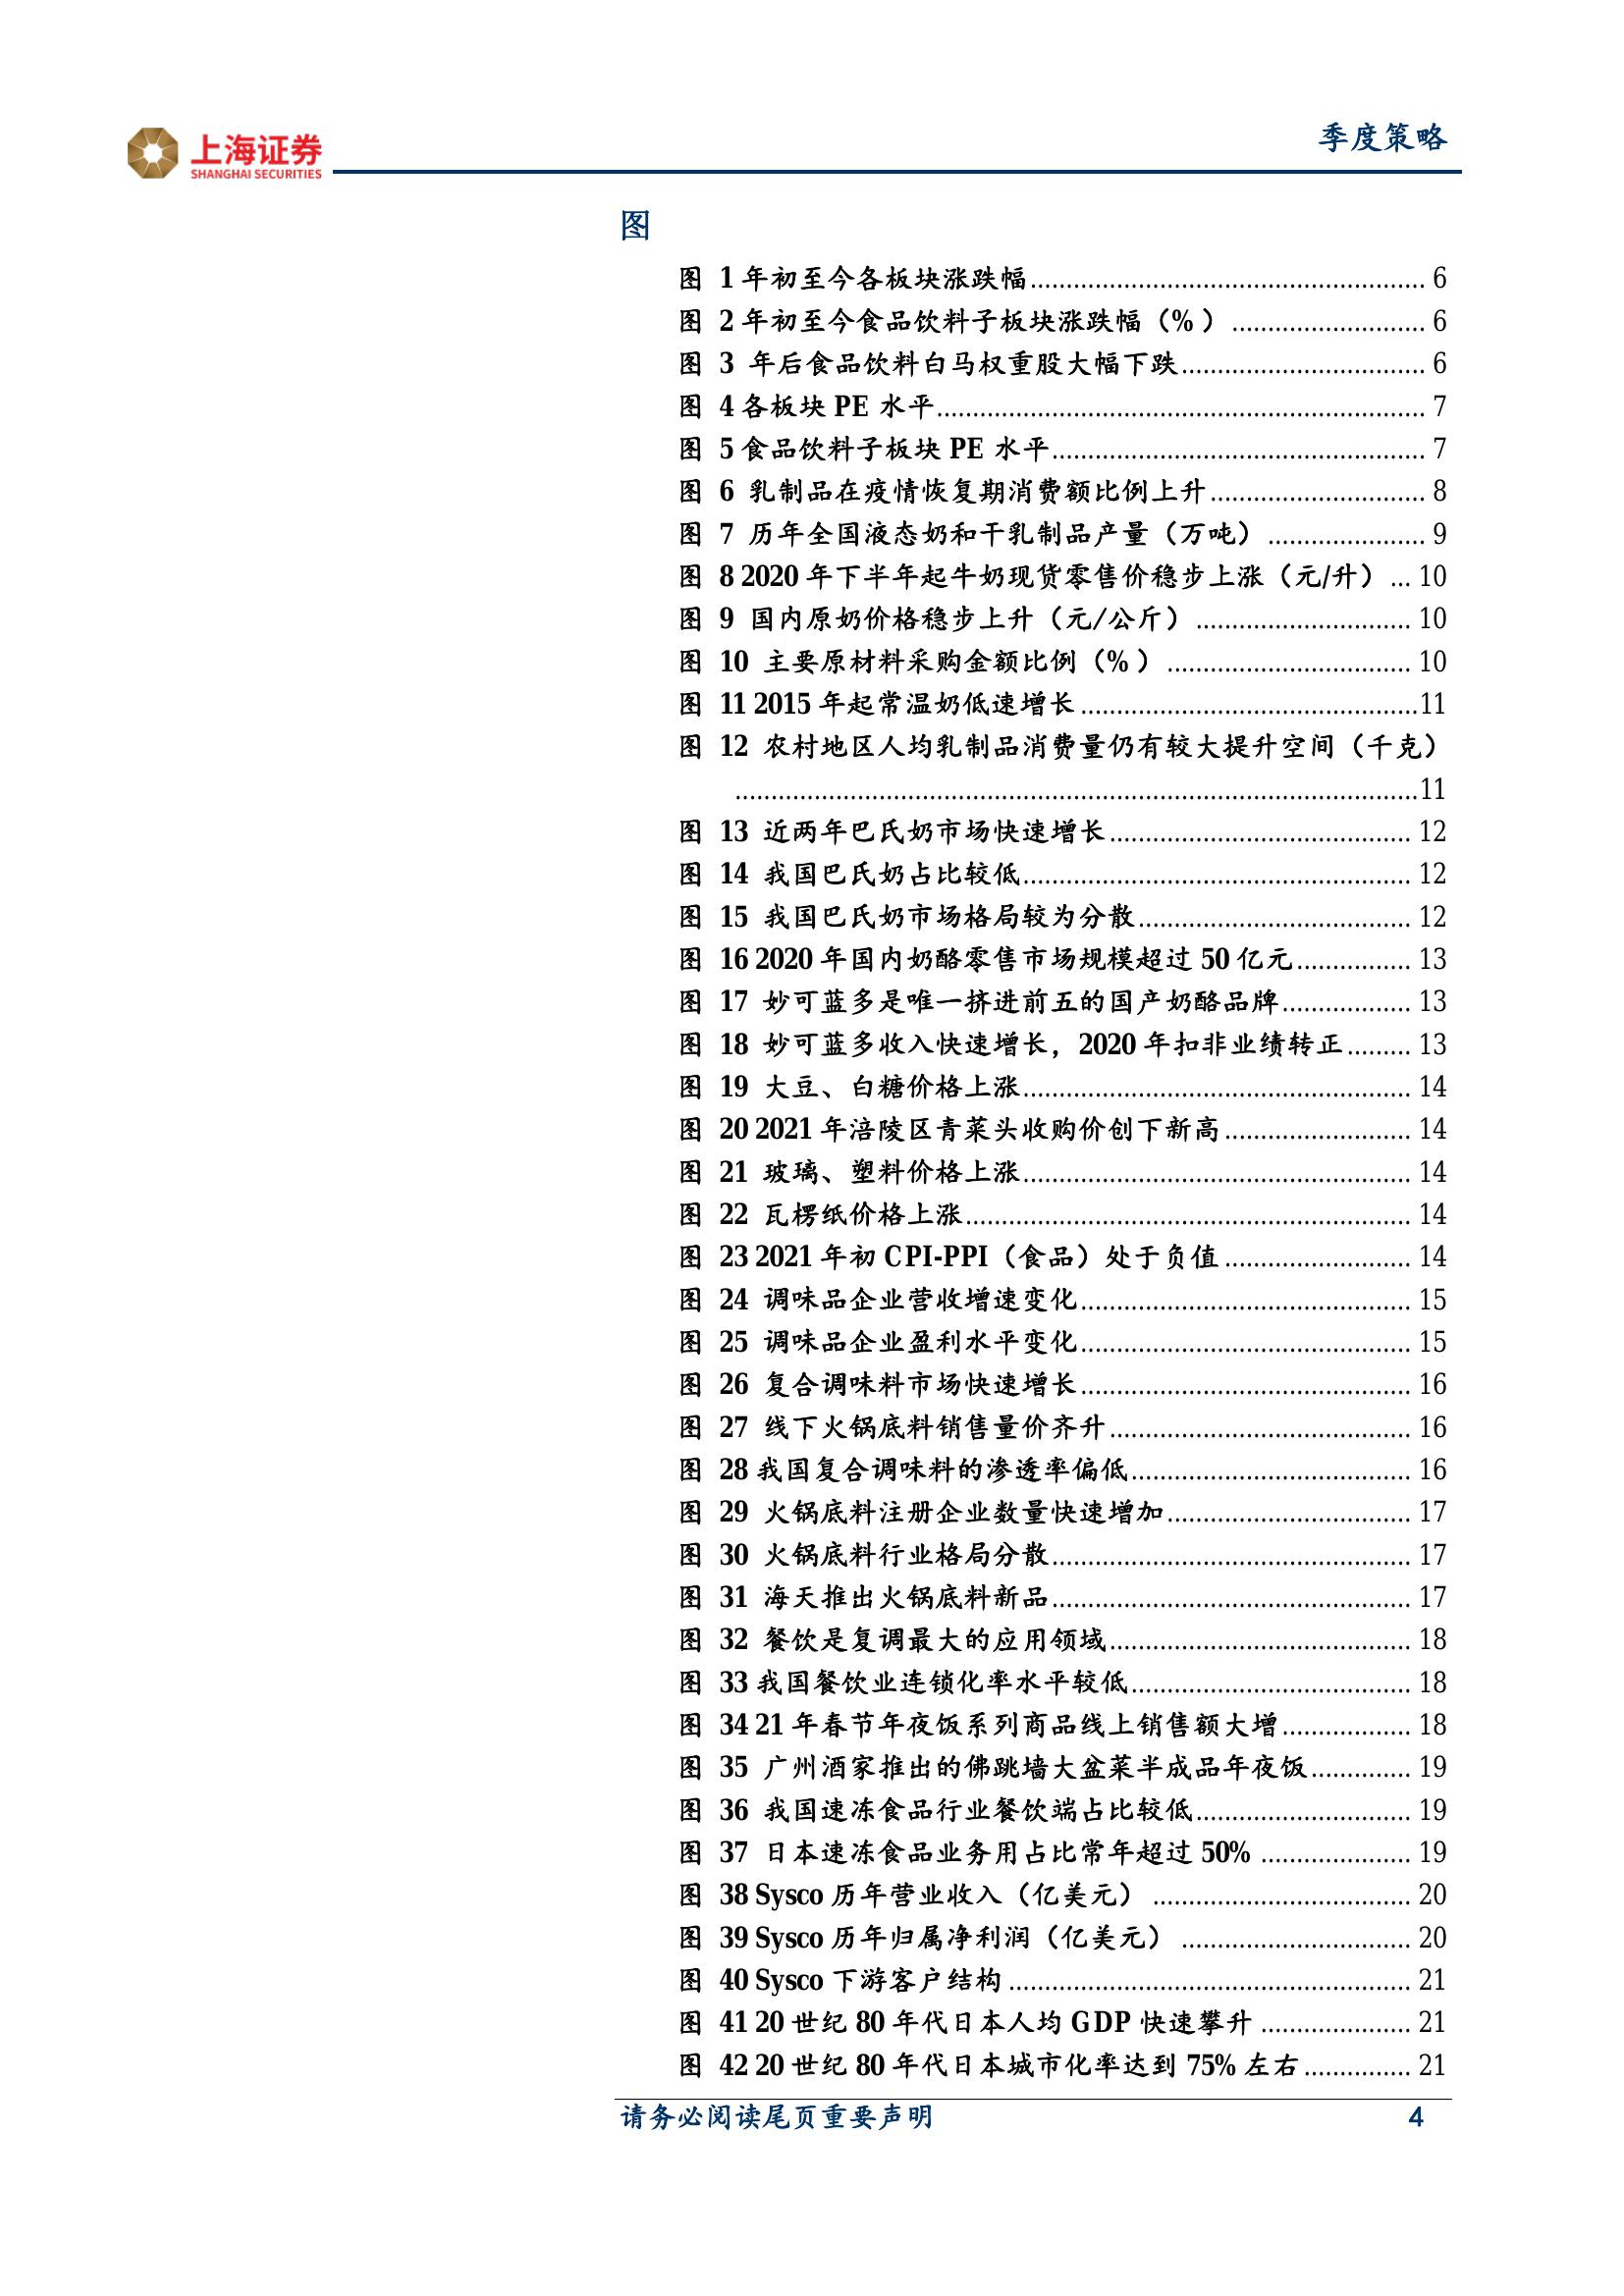 上海证券
SHANGHAI SECURITIES
季度策略
图
图 1 年初至今各板块涨跌幅....................................................... 6
图 2 年初至今食品饮料子板块涨跌幅（%）........................... 6
图 3 年后食品饮料白马权重股大幅下跌.................................. 6
图 4 各板块 PE 水平.................................................................... 7
图 5 食品饮料子板块 PE 水平.................................................... 7
图 6 乳制品在疫情恢复期消费额比例上升.............................. 8
图 7 历年全国液态奶和干乳制品产量（万吨）...................... 9
图 8 2020 年下半年起牛奶现货零售价稳步上涨（元/升）... 10
图 9 国内原奶价格稳步上升（元/公斤）.............................. 10
图 10 主要原材料采购金额比例（%）.................................. 10
图 11 2015 年起常温奶低速增长...............................................11
图 12 农村地区人均乳制品消费量仍有较大提升空间（千克）
...............................................................................................11
图 13 近两年巴氏奶市场快速增长.......................................... 12
图 14 我国巴氏奶占比较低...................................................... 12
图 15 我国巴氏奶市场格局较为分散...................................... 12
图 16 2020 年国内奶酪零售市场规模超过 50 亿元................ 13
图 17 妙可蓝多是唯一挤进前五的国产奶酪品牌.................. 13
图 18 妙可蓝多收入快速增长，2020 年扣非业绩转正......... 13
图 19 大豆、白糖价格上涨...................................................... 14
图 20 2021 年涪陵区青菜头收购价创下新高.......................... 14
图 21 玻璃、塑料价格上涨...................................................... 14
图 22 瓦楞纸价格上涨.............................................................. 14
图 23 2021 年初 CPI-PPI（食品）处于负值.......................... 14
图 24 调味品企业营收增速变化.............................................. 15
图 25 调味品企业盈利水平变化.............................................. 15
图 26 复合调味料市场快速增长.............................................. 16
图 27 线下火锅底料销售量价齐升.......................................... 16
图 28 我国复合调味料的渗透率偏低....................................... 16
图 29 火锅底料注册企业数量快速增加.................................. 17
图 30 火锅底料行业格局分散.................................................. 17
图 31 海天推出火锅底料新品.................................................. 17
图 32 餐饮是复调最大的应用领域.......................................... 18
图 33 我国餐饮业连锁化率水平较低....................................... 18
图 34 21 年春节年夜饭系列商品线上销售额大增.................. 18
图 35 广州酒家推出的佛跳墙大盆菜半成品年夜饭.............. 19
图 36 我国速冻食品行业餐饮端占比较低.............................. 19
图 37 日本速冻食品业务用占比常年超过 50% ..................... 19
图 38 Sysco 历年营业收入（亿美元）.................................... 20
图 39 Sysco 历年归属净利润（亿美元）................................ 20
图 40 Sysco 下游客户结构........................................................ 21
图 41 20 世纪 80 年代日本人均 GDP 快速攀升 ..................... 21
图 42 20 世纪 80 年代日本城市化率达到 75%左右............... 21
请务必阅读尾页重要声明 4